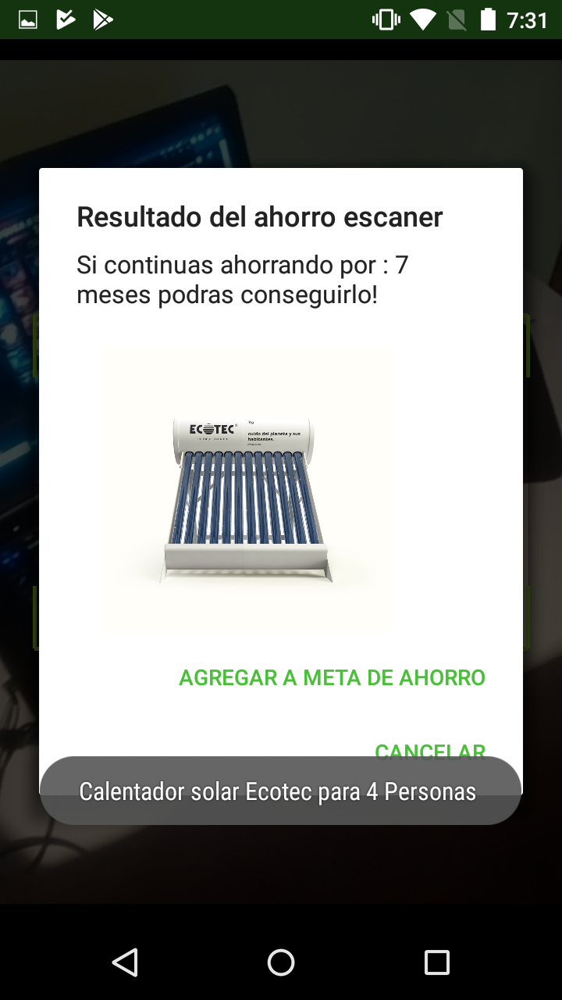 7:31
Resultado del ahorro escaner
Si continuas ahorrando por : 7
meses podras conseguirlo!
ECOTEC
Yo
cuido del planeta y sus
habitantes.
AGREGAR A META DE AHORRO
CANCELAR
Calentador solar Ecotec para 4 Personas